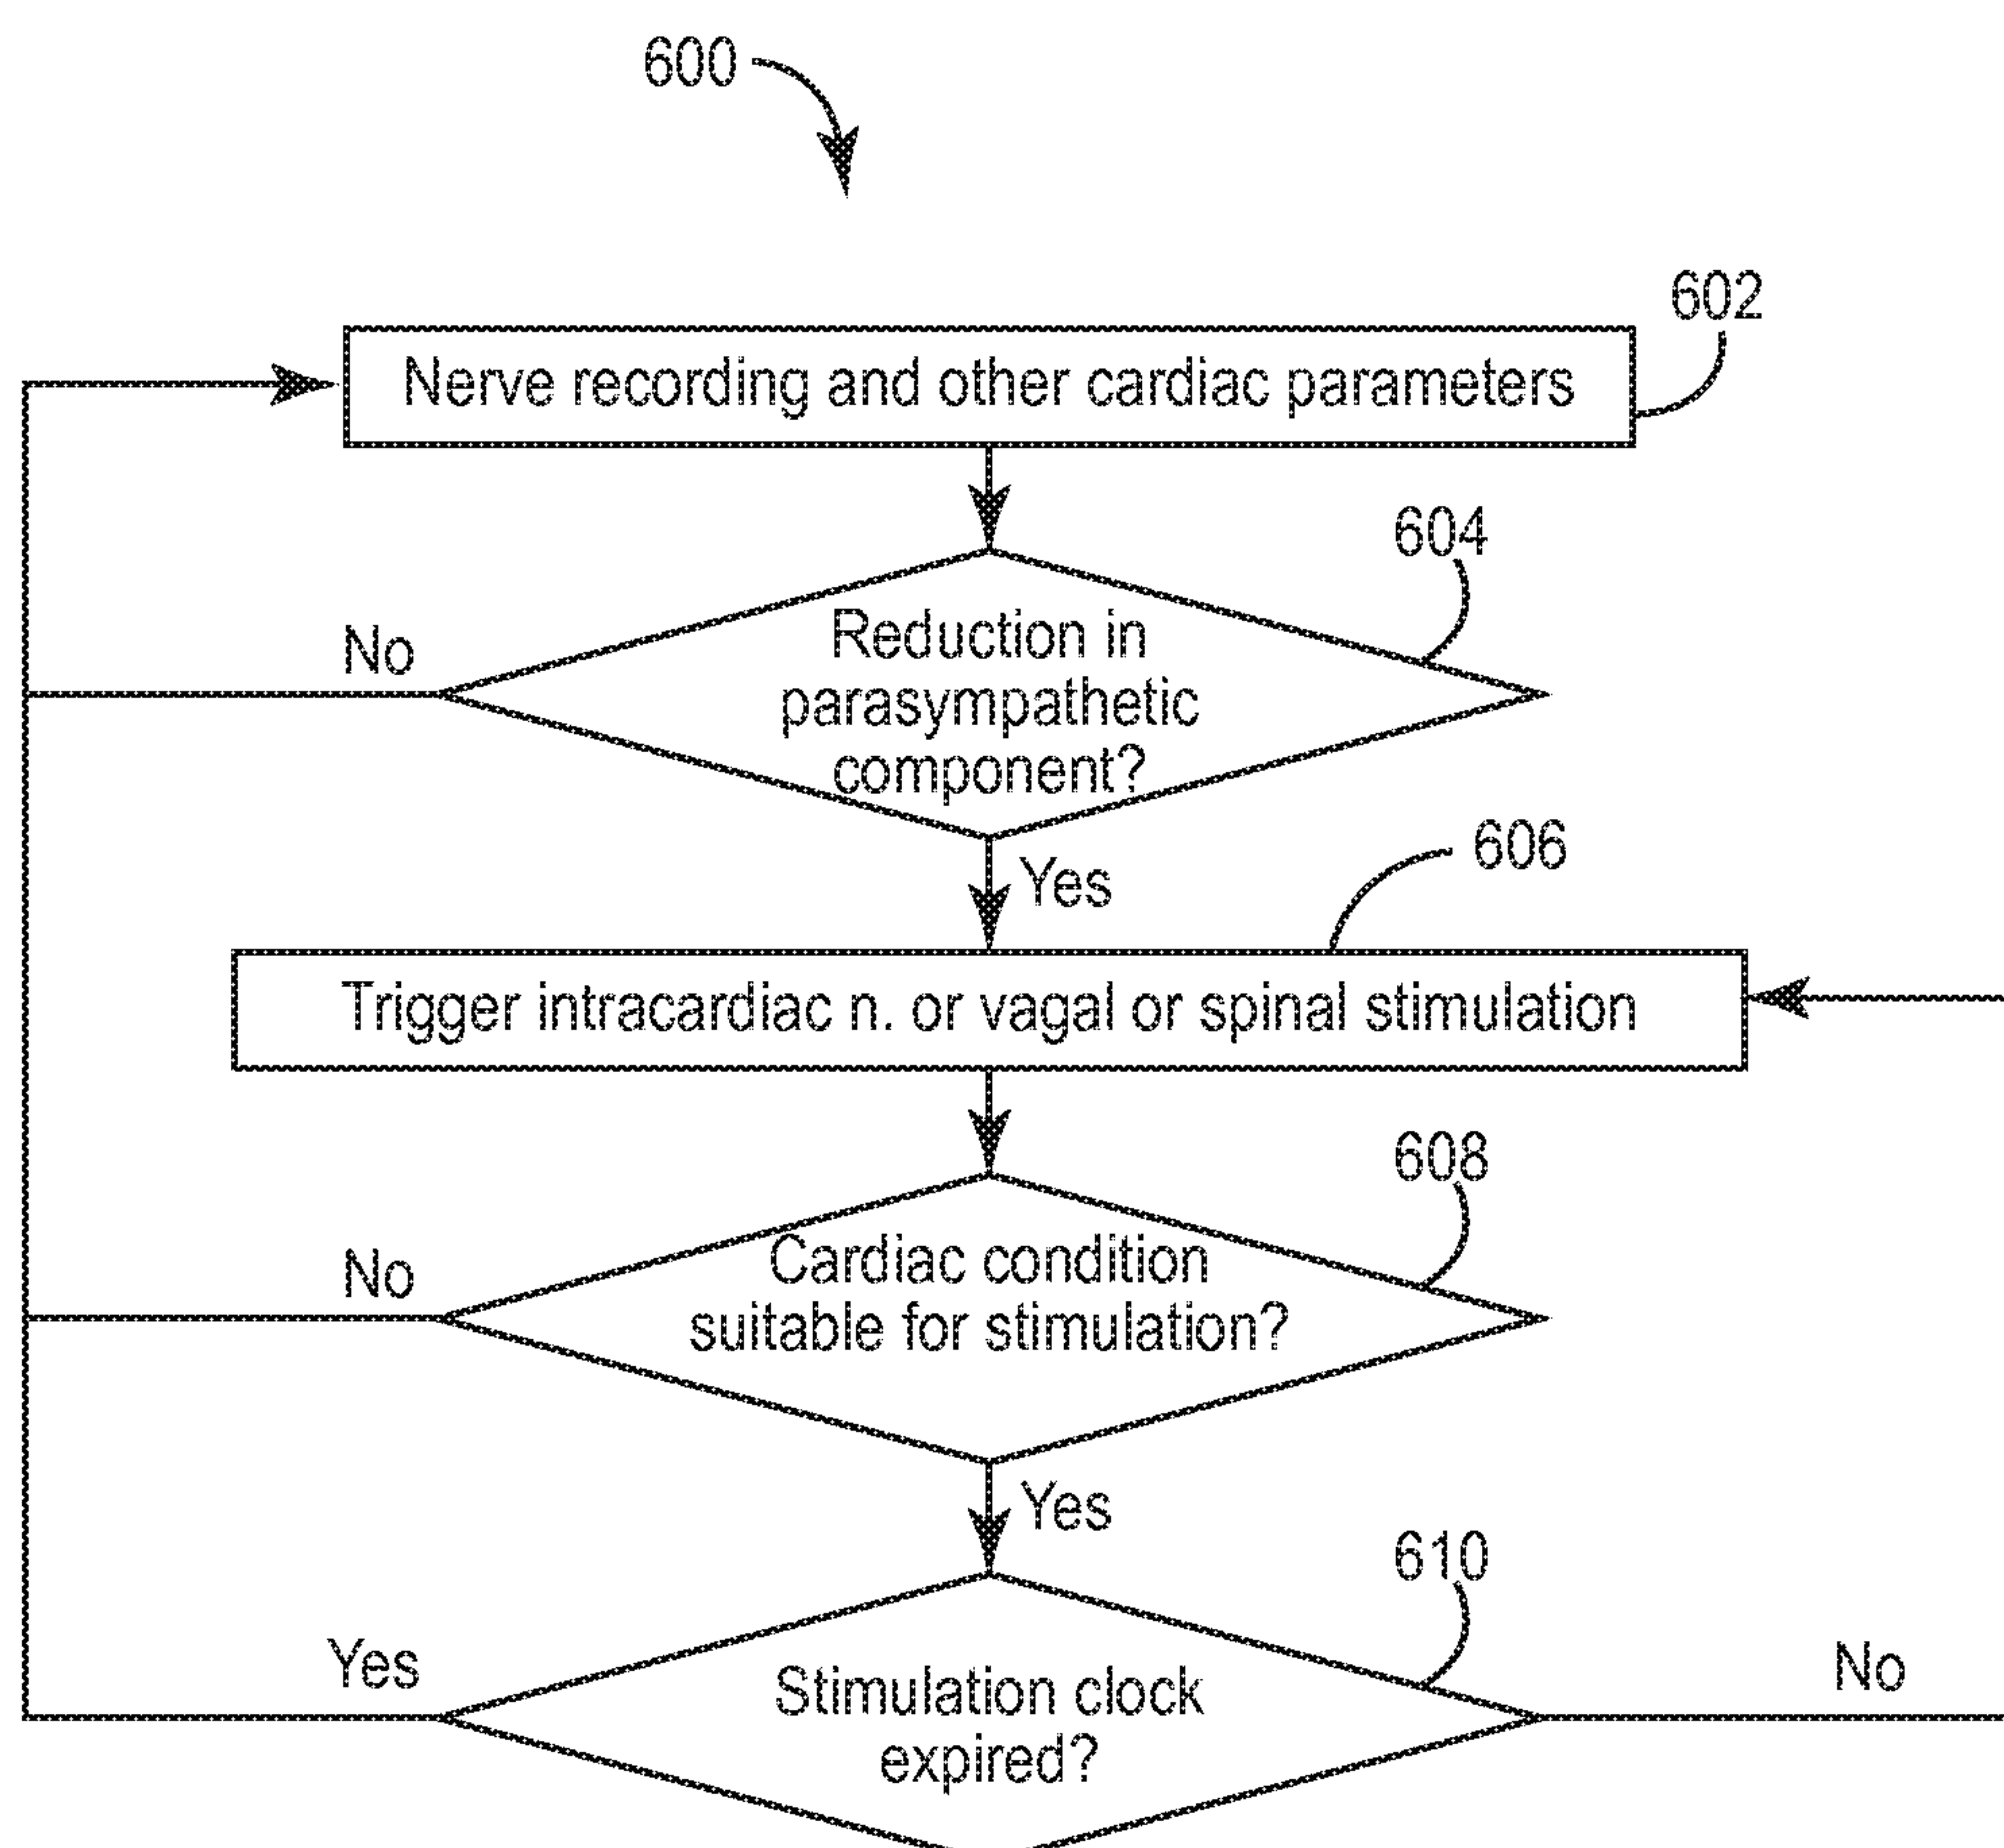 600
602
Nerve recording and other cardiac parameters
604
No
Reduction in
parasympathetic
component?
Yes
606
Trigger intracardiac n. or vagal or spinal stimulation
608
No
Cardiac condition
suitable for stimulation?
Yes
610
Yes
No
Stimulation clock
expired?